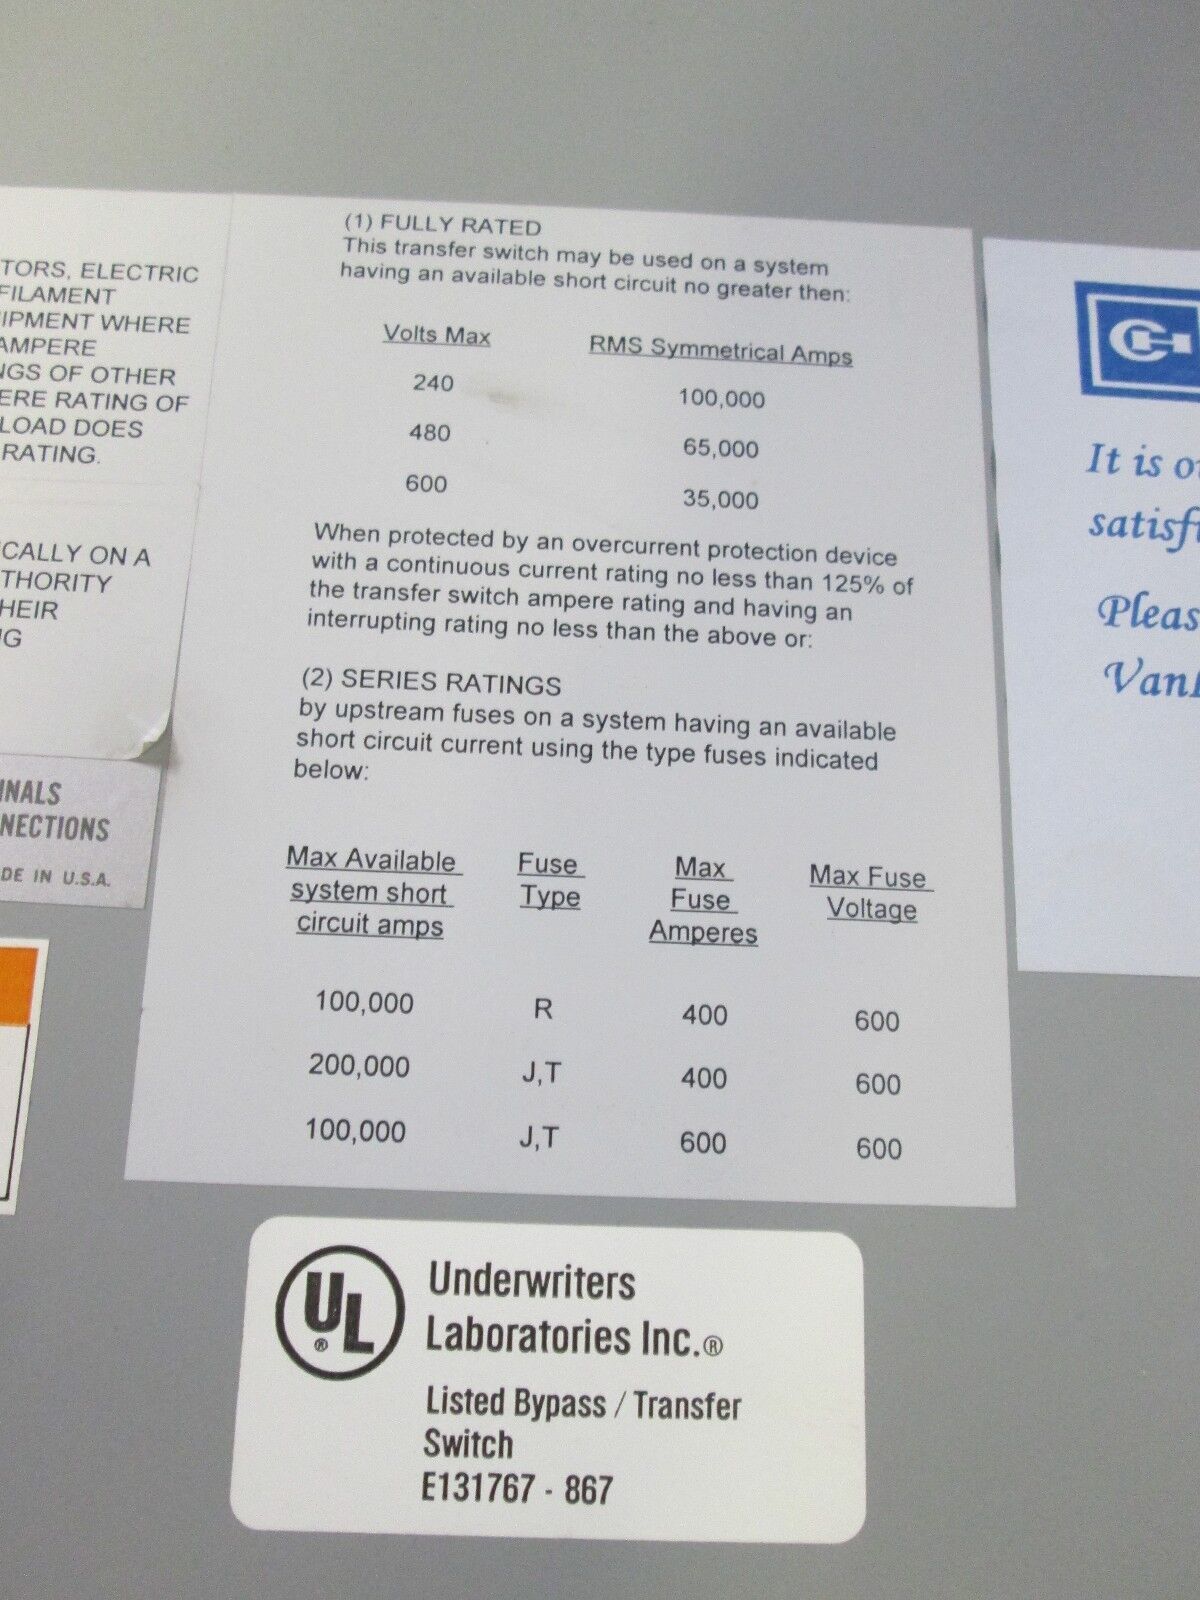 TORS, ELECTRIC
FILAMENT
IPMENT WHERE
AMPERE
NGS OF OTHER
ERE RATING OF
LOAD DOES
RATING.
ICALLY ON A
THORITY
HEIR
NG
INALS
NECTIONS
DE IN U.S.A.
(1) FULLY RATED
This transfer switch may be used on a system
having an available short circuit no greater then:
Volts Max RMS Symmetrical Amps
240 100,000
480 65,000
600 35,000
When protected by an overcurrent protection device
with a continuous current rating no less than 125% of
the transfer switch ampere rating and having an
interrupting rating no less than the above or:
(2) SERIES RATINGS
by upstream fuses on a system having an available
short circuit current using the type fuses indicated
below:
Max Available Fuse Max Max Fuse
system short Type Fuse Voltage
circuit amps Amperes
100,000 R 400 600
200,000 J,T 400 600
100,000 J,T 600 600
UL®
Underwriters
Laboratories Inc.®
Listed Bypass / Transfer
Switch
E131767 - 867
CH
It is o
satisf
Pleas
Van